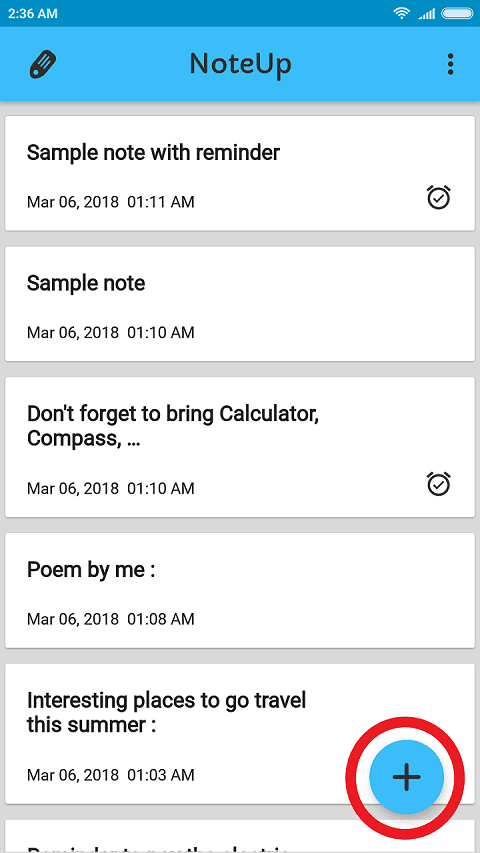 2:36 AM
NoteUp
Sample note with reminder
Mar 06, 2018 01:11 AM
Sample note
Mar 06, 2018 01:10 AM
Don't forget to bring Calculator,
Compass, ...
Mar 06, 2018 01:10 AM
Poem by me :
Mar 06, 2018 01:08 AM
Interesting places to go travel
this summer :
Mar 06, 2018 01:03 AM